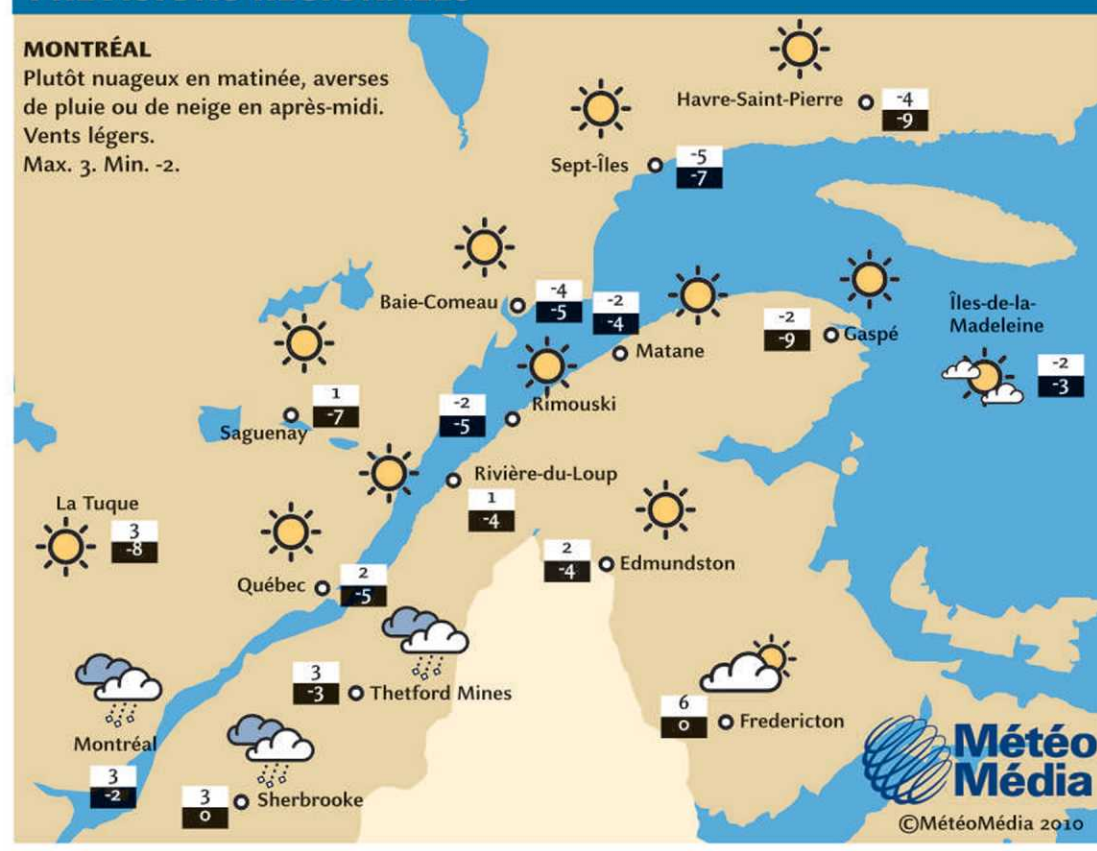 MONTRÉAL
Plutôt nuageux en matinée, averses
de pluie ou de neige en après-midi.
Vents légers.
Max. 3. Min. -2.
Havre-Saint-Pierre
-4
-9
Sept-Îles
-5
-7
Baie-Comeau
-4
-5
-2
-4
Matane
-2
-9
Gaspé
Îles-de-la-
Madeleine
-2
-3
Saguenay
1
-7
-2
-5
Rimouski
Rivière-du-Loup
1
-4
La Tuque
3
-8
Québec
2
-5
2
-4
Edmundston
3
-3
Thetford Mines
6
0
Fredericton
Montréal
3
-2
3
0
Sherbrooke
Météo
Média
©MétéoMédia 2010